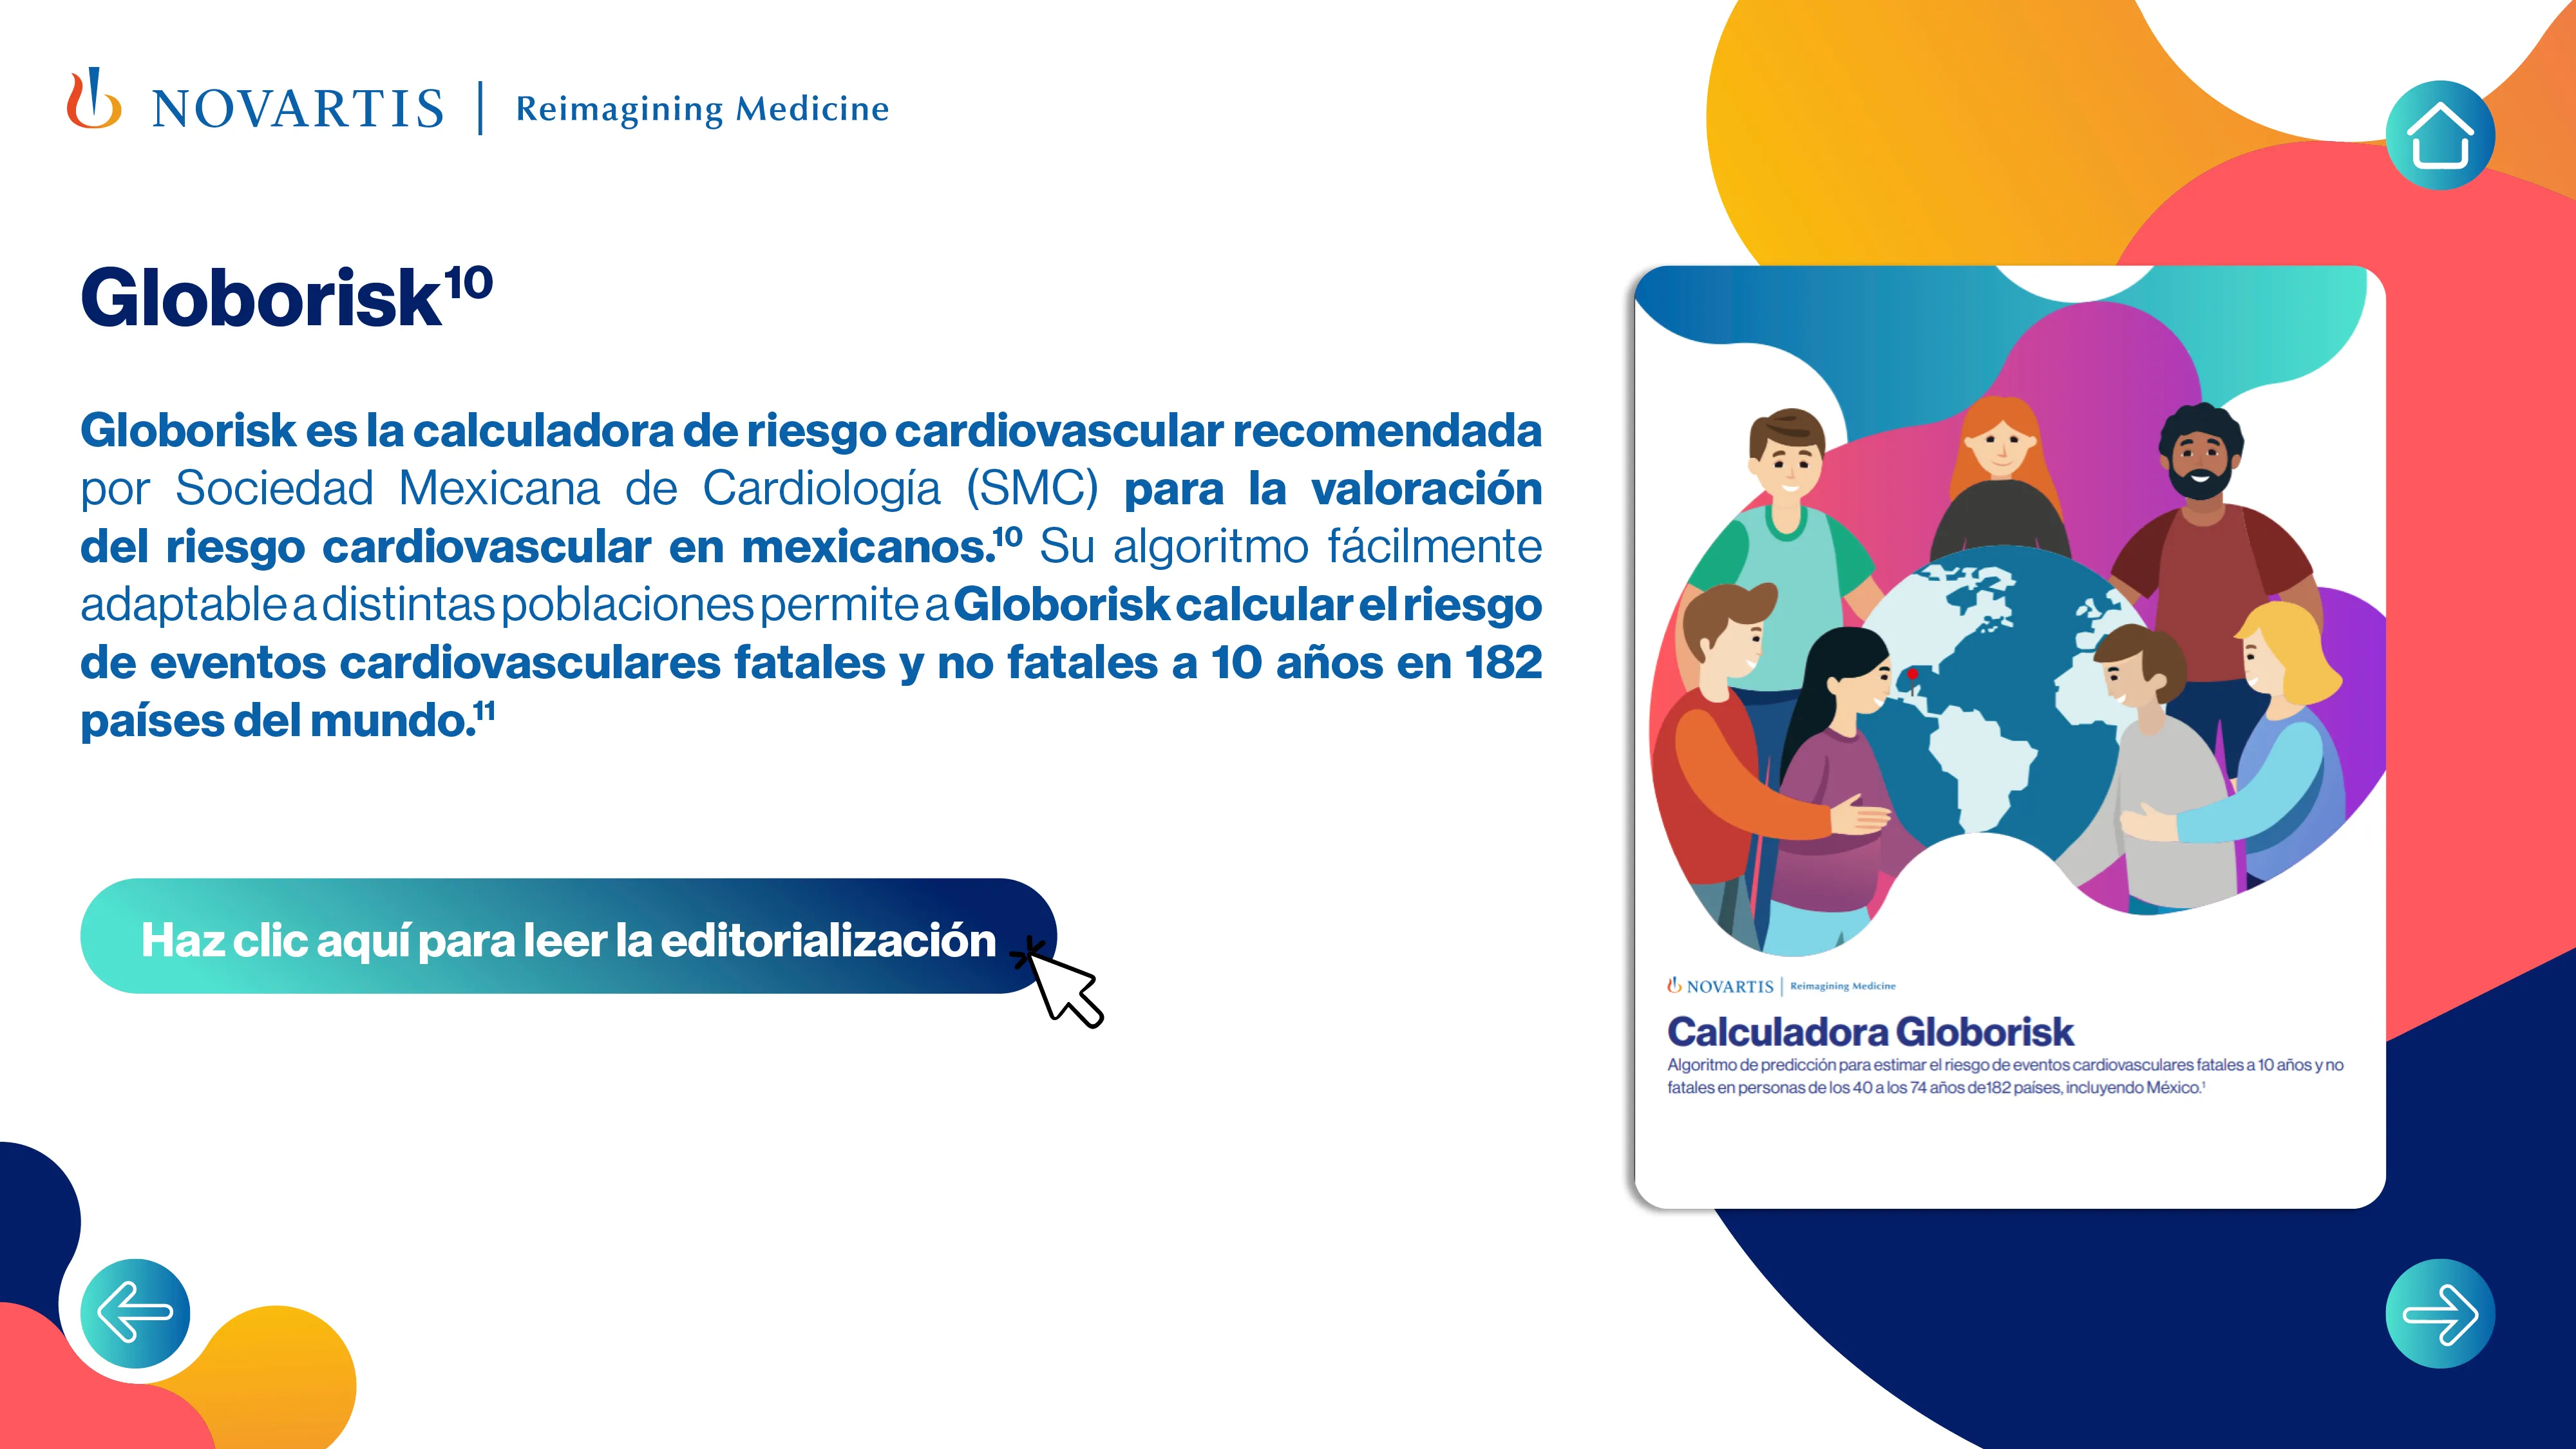 NOVARTIS | Reimagining Medicine
Globorisk¹⁰
Globorisk es la calculadora de riesgo cardiovascular recomendada
por Sociedad Mexicana de Cardiología (SMC) para la valoración
del riesgo cardiovascular en mexicanos.¹⁰ Su algoritmo fácilmente
adaptable a distintas poblaciones permite a Globorisk calcular el riesgo
de eventos cardiovasculares fatales y no fatales a 10 años en 182
países del mundo.¹¹
Haz clic aquí para leer la editorialización
NOVARTIS | Reimagining Medicine
Calculadora Globorisk
Algoritmo de predicción para estimar el riesgo de eventos cardiovasculares fatales a 10 años y no
fatales en personas de los 40 a los 74 años de182 países, incluyendo México.¹